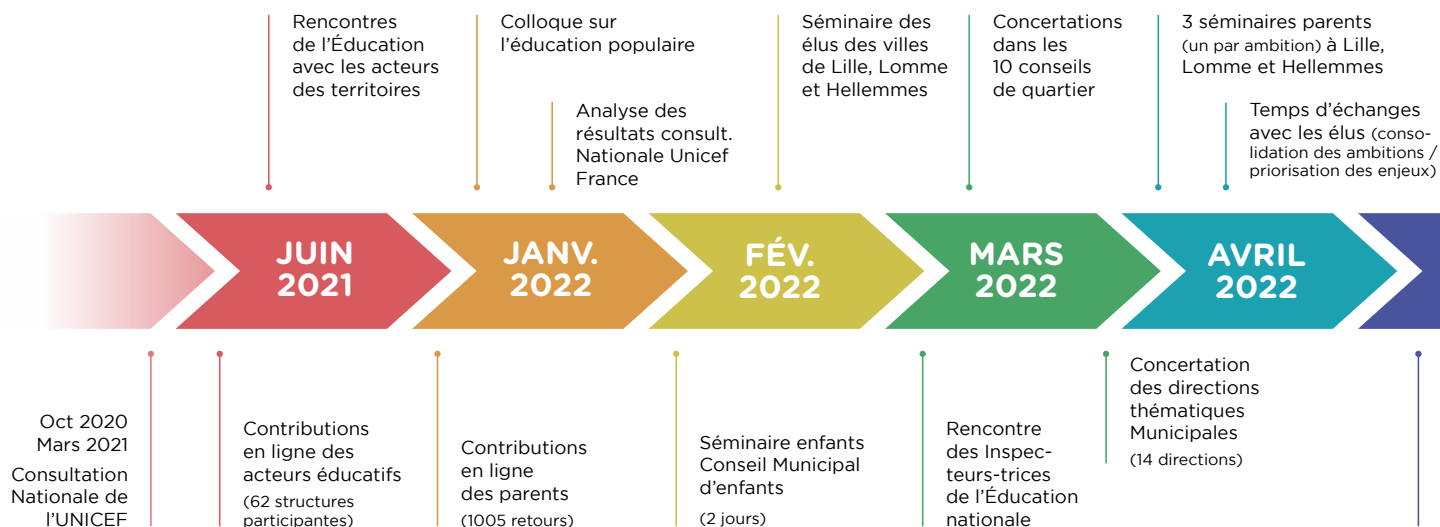 Rencontres
de l'Éducation
avec les acteurs
des territoires
Colloque sur
l'éducation populaire
Analyse des
résultats consult.
Nationale Unicef
France
Séminaire des
élus des villes
de Lille, Lomme
et Hellemmes
Concertations
dans les
10 conseils
de quartier
3 séminaires parents
(un par ambition) à Lille,
Lomme et Hellemmes
Temps d'échanges
avec les élus (conso-
lidation des ambitions /
priorisation des enjeux)
JUIN
2021
JANV.
2022
FÉV.
2022
MARS
2022
AVRIL
2022
Oct 2020
Mars 2021
Consultation
Nationale de
l'UNICEF
Contributions
en ligne des
acteurs éducatifs
(62 structures
participantes)
Contributions
en ligne
des parents
(1005 retours)
Séminaire enfants
Conseil Municipal
d'enfants
(2 jours)
Rencontre
des Inspec-
teurs-trices
de l'Éducation
nationale
Concertation
des directions
thématiques
Municipales
(14 directions)